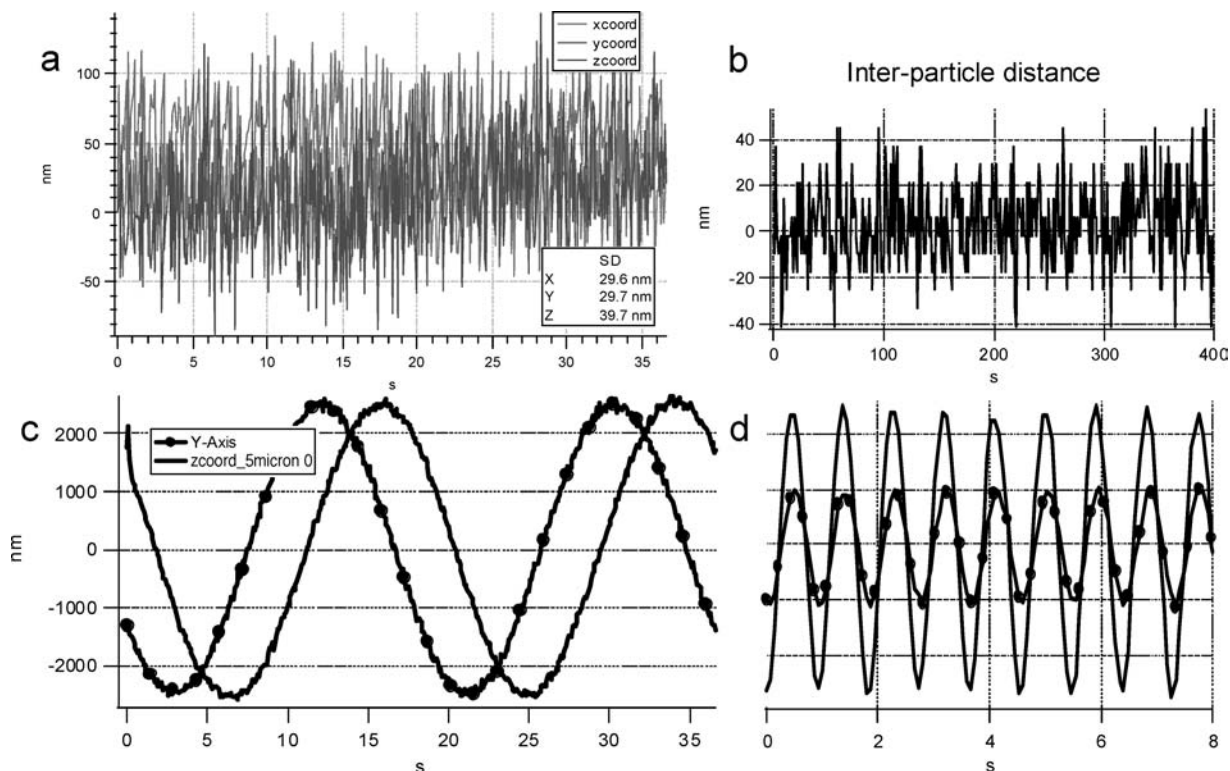 a
xcoord
ycoord
zcoord
100
50
0
-50
nm
SD
X 29.6 nm
Y 29.7 nm
Z 39.7 nm
0 5 10 15 20 25 30 35
s
b
Inter-particle distance
40
20
0
-20
-40
nm
0 100 200 300 400
s
c
Y-Axis
zcoord_5micron 0
2000
1000
0
-1000
-2000
nm
0 5 10 15 20 25 30 35
s
d
0 2 4 6 8
s